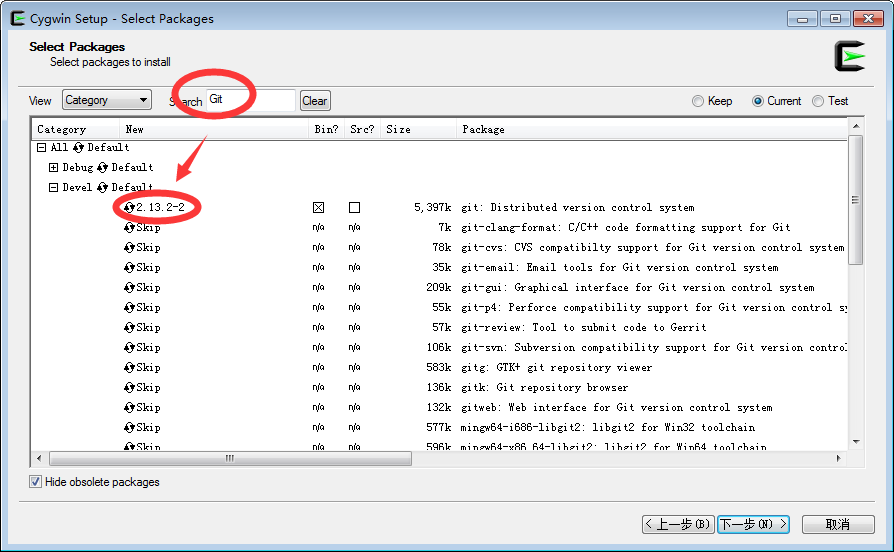 Cygwin Setup - Select Packages
Select Packages
Select packages to install
View Category Search Git Clear Keep Current Test
Category New Bin? Src? Size Package
All Default
Debug Default
Devel Default
2.13.2-2 5,397k git: Distributed version control system
Skip n/a n/a 7k git-clang-format: C/C++ code formatting support for Git
Skip n/a n/a 78k git-cvs: CVS compatibilty support for Git version control system
Skip n/a n/a 35k git-email: Email tools for Git version control system
Skip n/a n/a 209k git-gui: Graphical interface for Git version control system
Skip n/a n/a 55k git-p4: Perforce compatibility support for Git version control sy
Skip n/a n/a 57k git-review: Tool to submit code to Gerrit
Skip n/a n/a 106k git-svn: Subversion compatibility support for Git version control
Skip n/a n/a 583k gitg: GTK+ git repository viewer
Skip n/a n/a 136k gitk: Git repository browser
Skip n/a n/a 132k gitweb: Web interface for Git version control system
Skip n/a n/a 577k mingw64-i686-libgit2: libgit2 for Win32 toolchain
Skip n/a n/a 596k mingw64-x86_64-libgit2: libgit2 for Win64 toolchain
Hide obsolete packages
< 上一步(B) 下一步(N) > 取消